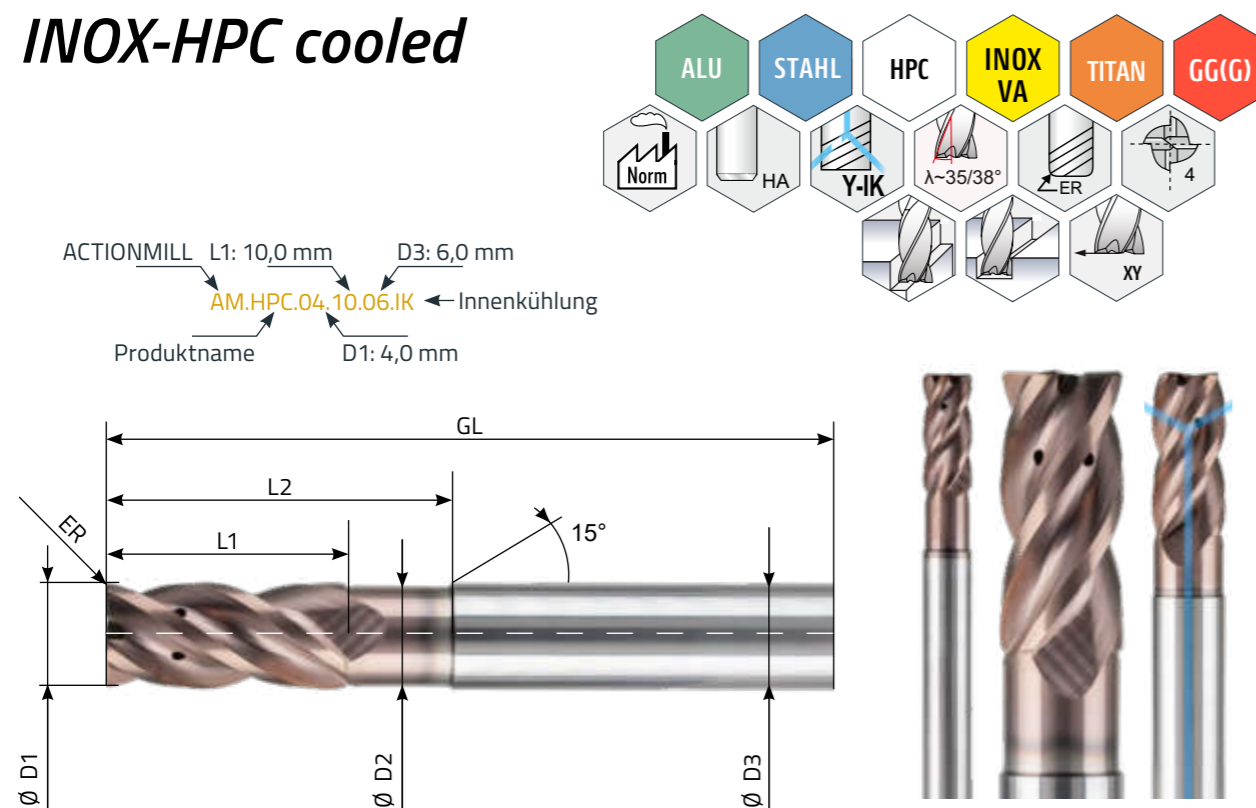 INOX-HPC cooled
ALU STAHL HPC INOX VA TITAN GG(G)
Norm HA Y-IK λ~35/38° ER 4
XY
ACTIONMILL L1: 10,0 mm D3: 6,0 mm
AM.HPC.04.10.06.IK Innenkühlung
Produktname D1: 4,0 mm
GL
L2
ER
L1
15°
Ø D1
Ø D2
Ø D3